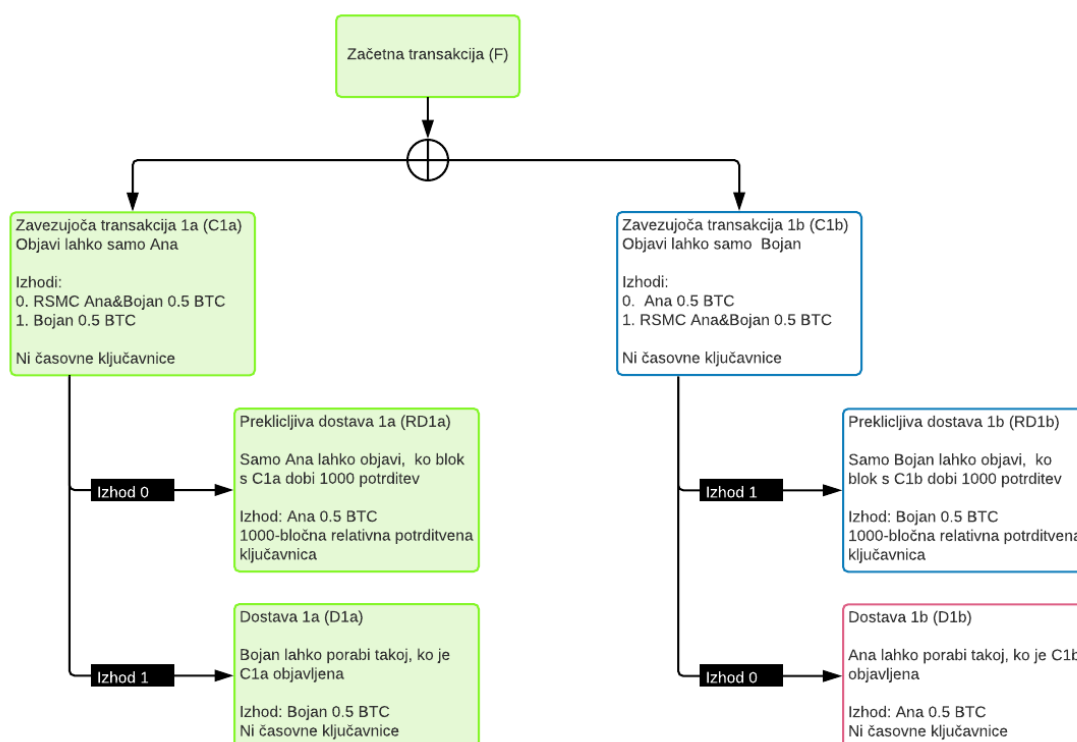 Začetna transakcija (F)
Zavezujoča transakcija 1a (C1a)
Objavi lahko samo Ana
Izhodi:
0. RSMC Ana&Bojan 0.5 BTC
1. Bojan 0.5 BTC
Ni časovne ključavnice
Zavezujoča transakcija 1b (C1b)
Objavi lahko samo Bojan
Izhodi:
0. Ana 0.5 BTC
1. RSMC Ana&Bojan 0.5 BTC
Ni časovne ključavnice
Izhod 0
Preklicljiva dostava 1a (RD1a)
Samo Ana lahko objavi, ko blok
s C1a dobi 1000 potrditev
Izhod: Ana 0.5 BTC
1000-bločna relativna potrditvena
ključavnica
Izhod 1
Preklicljiva dostava 1b (RD1b)
Samo Bojan lahko objavi, ko
blok s C1b dobi 1000 potrditev
Izhod: Bojan 0.5 BTC
1000-bločna relativna potrditvena
ključavnica
Izhod 1
Dostava 1a (D1a)
Bojan lahko porabi takoj, ko je
C1a objavljena
Izhod: Bojan 0.5 BTC
Ni časovne ključavnice
Izhod 0
Dostava 1b (D1b)
Ana lahko porabi takoj, ko je C1b
objavljena
Izhod: Ana 0.5 BTC
Ni časovne ključavnice